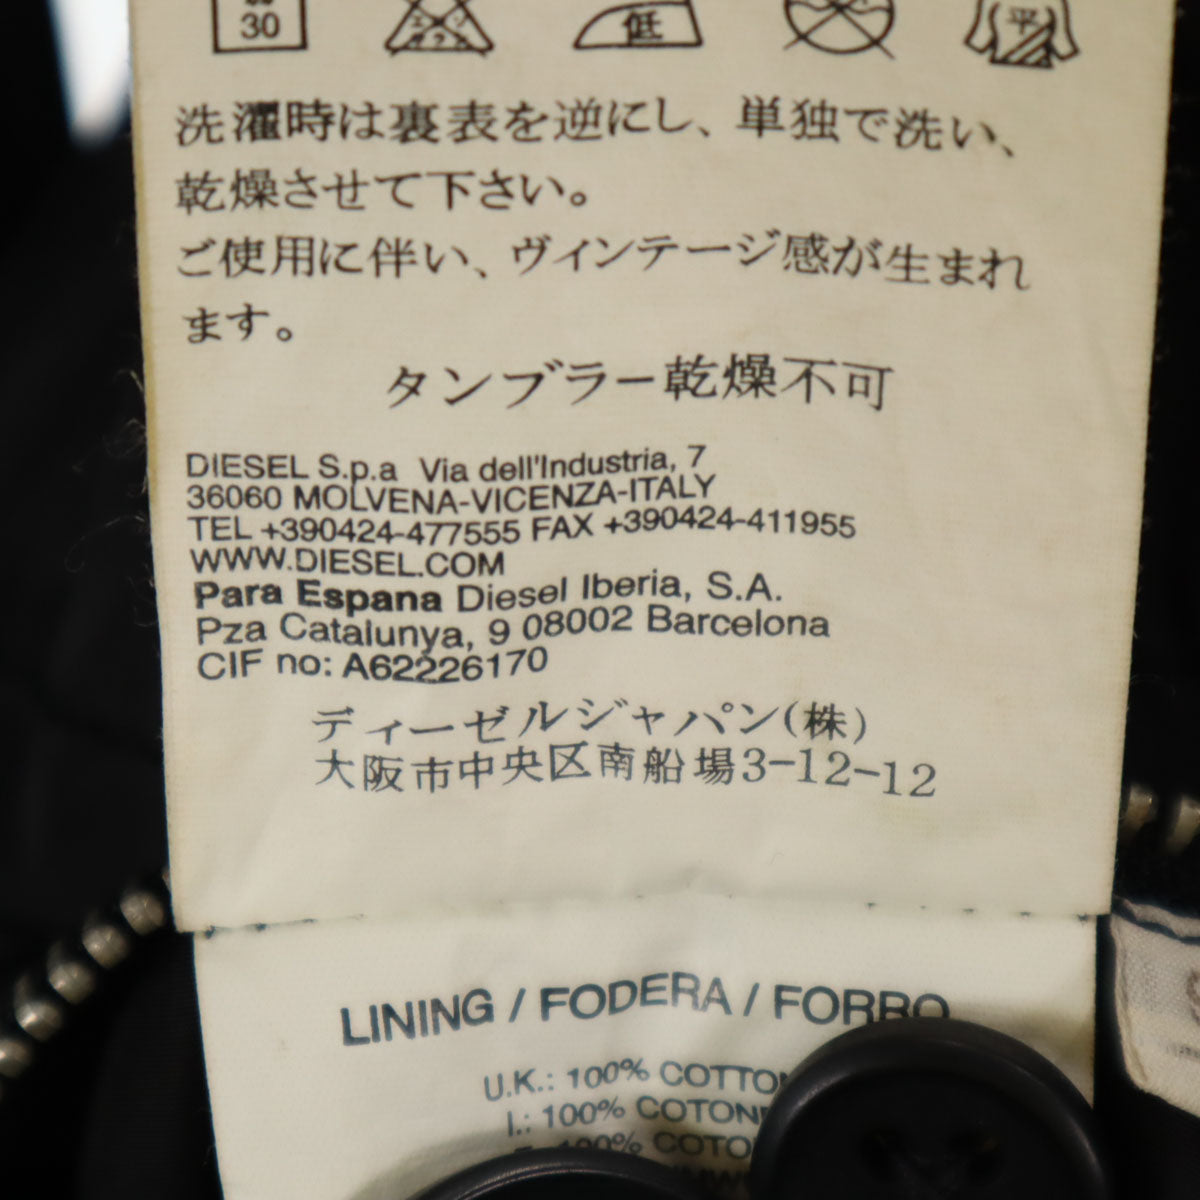 30
低
平
洗濯時は裏表を逆にし、単独で洗い、
乾燥させて下さい。
ご使用に伴い、ヴィンテージ感が生まれ
ます。
タンブラー乾燥不可
DIESEL S.p.a Via dell'Industria, 7
36060 MOLVENA-VICENZA-ITALY
TEL +390424-477555 FAX +390424-411955
WWW.DIESEL.COM
Para Espana Diesel Iberia, S.A.
Pza Catalunya, 9 08002 Barcelona
CIF no: A62226170
ディーゼルジャパン(株)
大阪市中央区南船場3-12-12
LINING / FODERA / FORRO
U.K.: 100% COTTO
I.: 100% COTON
100% COTO